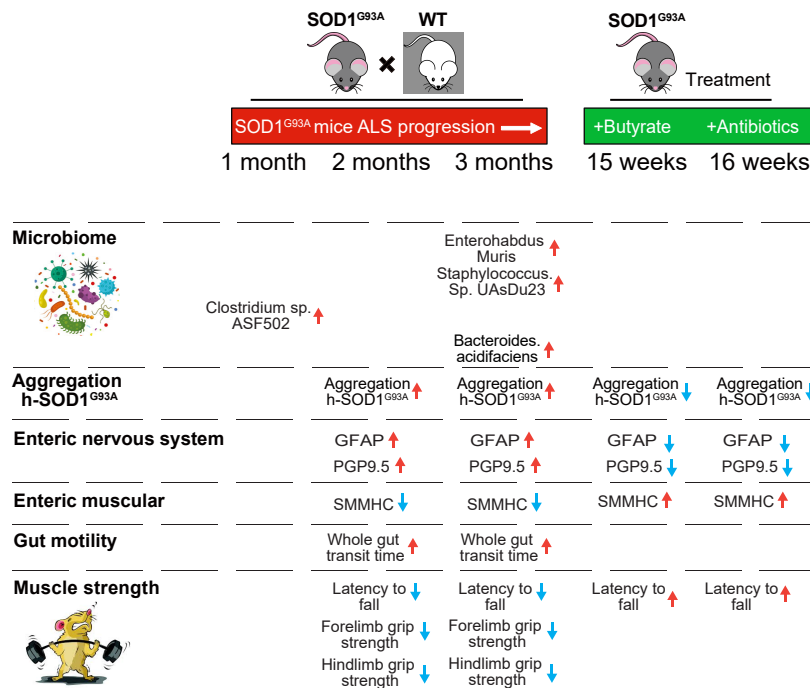 SOD1G93A WT SOD1G93A
Treatment
SOD1G93A mice ALS progression +Butyrate +Antibiotics
1 month 2 months 3 months 15 weeks 16 weeks
Microbiome
Enterohabdus
Muris
Staphylococcus.
Sp. UAsDu23
Clostridium sp.
ASF502
Bacteroides.
acidifaciens
Aggregation Aggregation Aggregation Aggregation Aggregation
h-SOD1G93A h-SOD1G93A h-SOD1G93A h-SOD1G93A h-SOD1G93A
Enteric nervous system GFAP GFAP GFAP GFAP
PGP9.5 PGP9.5 PGP9.5 PGP9.5
Enteric muscular SMMHC SMMHC SMMHC SMMHC
Gut motility Whole gut Whole gut
transit time transit time
Muscle strength Latency to Latency to Latency to Latency to
fall fall fall fall
Forelimb grip Forelimb grip
strength strength
Hindlimb grip Hindlimb grip
strength strength